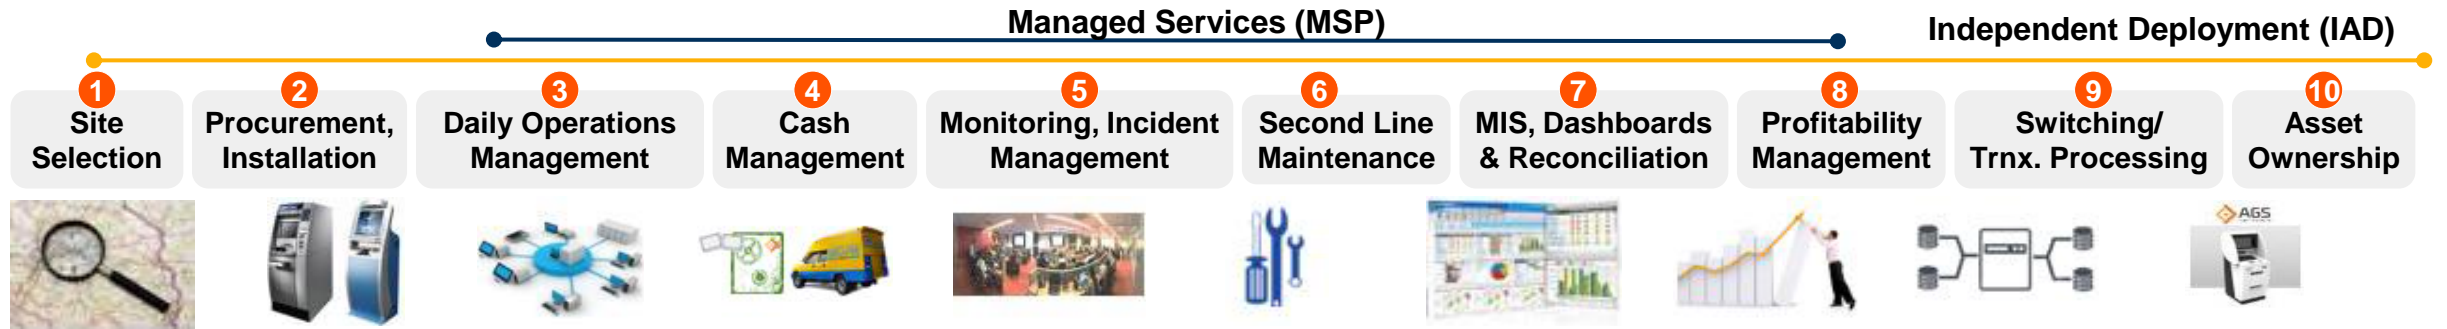 Managed Services (MSP)
Independent Deployment (IAD)
1
Site
Selection
2
Procurement,
Installation
3
Daily Operations
Management
4
Cash
Management
5
Monitoring, Incident
Management
6
Second Line
Maintenance
7
MIS, Dashboards
& Reconciliation
8
Profitability
Management
9
Switching/
Trnx. Processing
10
Asset
Ownership
AGS